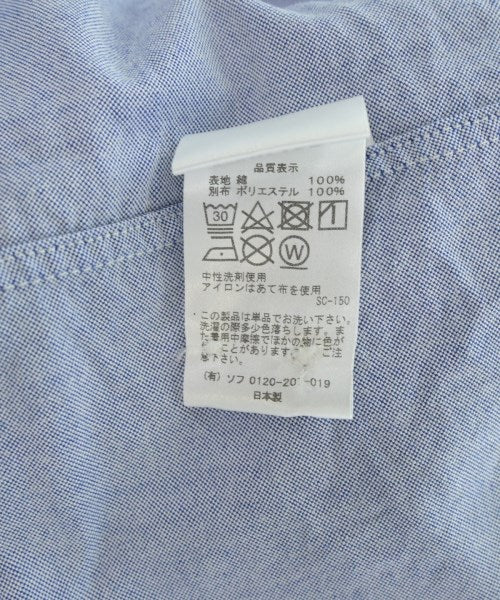 品質表示
表地 綿 100%
別布 ポリエステル 100%
30
W
中性洗剤使用
アイロンはあて布を使用
SC-150
この製品は単品でお洗い下さい。
洗濯の際多少色落ちします。ま
た着用中摩擦でほかの物に色が
ことがあります。 ご注
下さい。
(有) ソフ 0120-20 -019
日本製